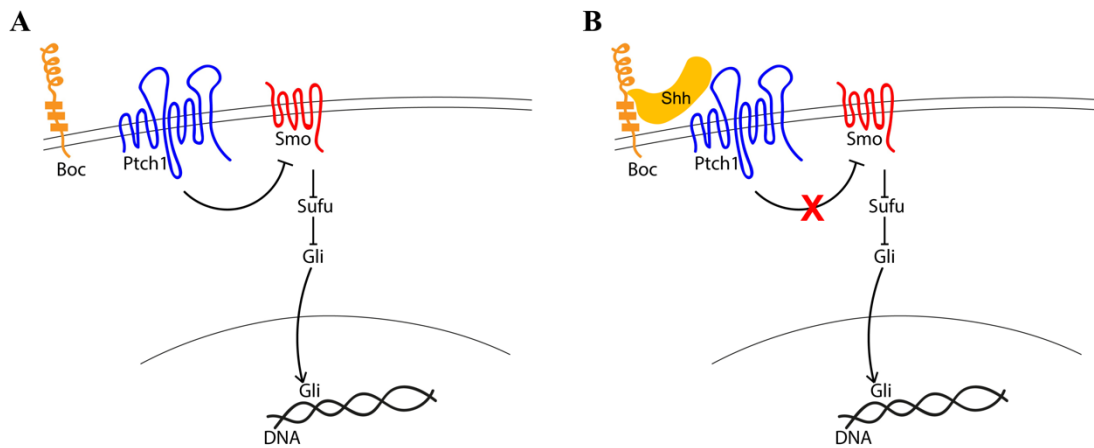 A
Boc
Ptch1
Smo
Sufu
Gli
Gli
DNA
B
Shh
Boc
Ptch1
Smo
X
Sufu
Gli
Gli
DNA